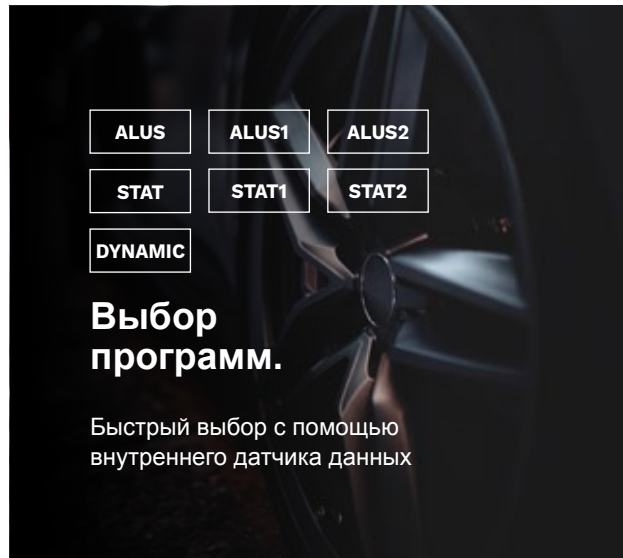 ALUS ALUS1 ALUS2
STAT STAT1 STAT2
DYNAMIC
Выбор
программ.
Быстрый выбор с помощью
внутреннего датчика данных